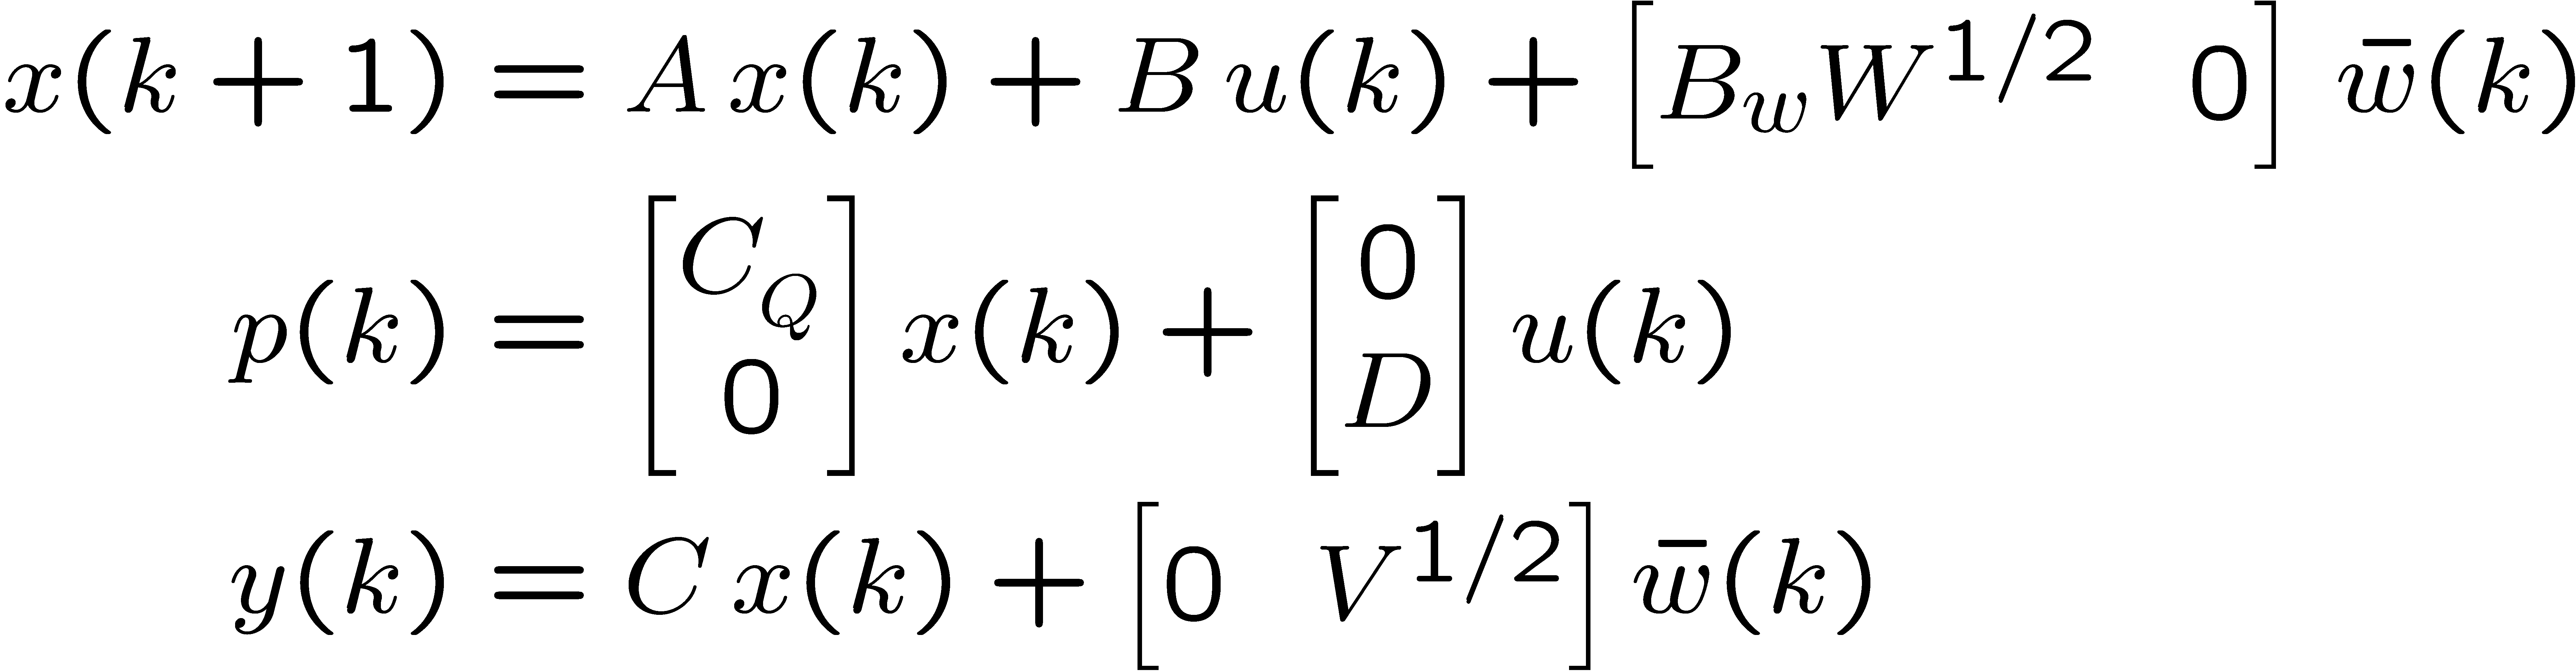 x(k + 1) = A x(k) + B u(k) + [B_w W^{1/2} 0] w̄(k)
p(k) = [C_Q; 0] x(k) + [0; D] u(k)
y(k) = C x(k) + [0 V^{1/2}] w̄(k)